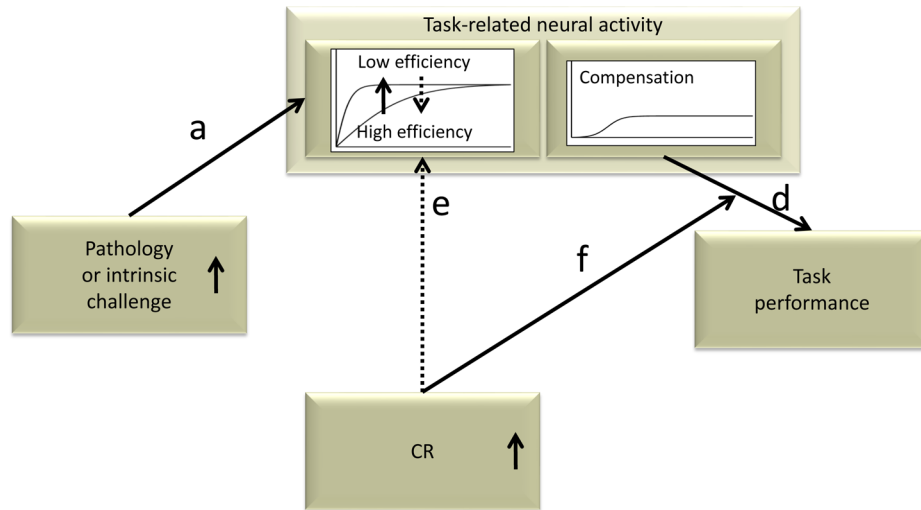 Task-related neural activity
Low efficiency
High efficiency
Compensation
a
e
d
f
Pathology
or intrinsic
challenge
Task
performance
CR